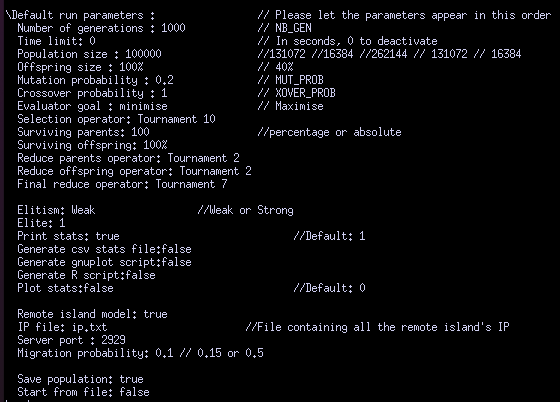 \Default run parameters :                // Please let the parameters appear in this order
  Number of generations : 1000           // NB_GEN
  Time limit: 0                          // In seconds, 0 to deactivate
  Population size : 100000               //131072 //16384 //262144 // 131072 // 16384
  Offspring size : 100%                  // 40%
  Mutation probability : 0.2             // MUT_PROB
  Crossover probability : 1              // XOVER_PROB
  Evaluator goal : minimise              // Maximise
  Selection operator: Tournament 10
  Surviving parents: 100                 //percentage or absolute
  Surviving offspring: 100%
  Reduce parents operator: Tournament 2
  Reduce offspring operator: Tournament 2
  Final reduce operator: Tournament 7

  Elitism: Weak                //Weak or Strong
  Elite: 1
  Print stats: true                            //Default: 1
  Generate csv stats file:false
  Generate gnuplot script:false
  Generate R script:false
  Plot stats:false                             //Default: 0

  Remote island model: true
  IP file: ip.txt                      //File containing all the remote island's IP
  Server port : 2929
  Migration probability: 0.1 // 0.15 or 0.5

  Save population: true
  Start from file: false